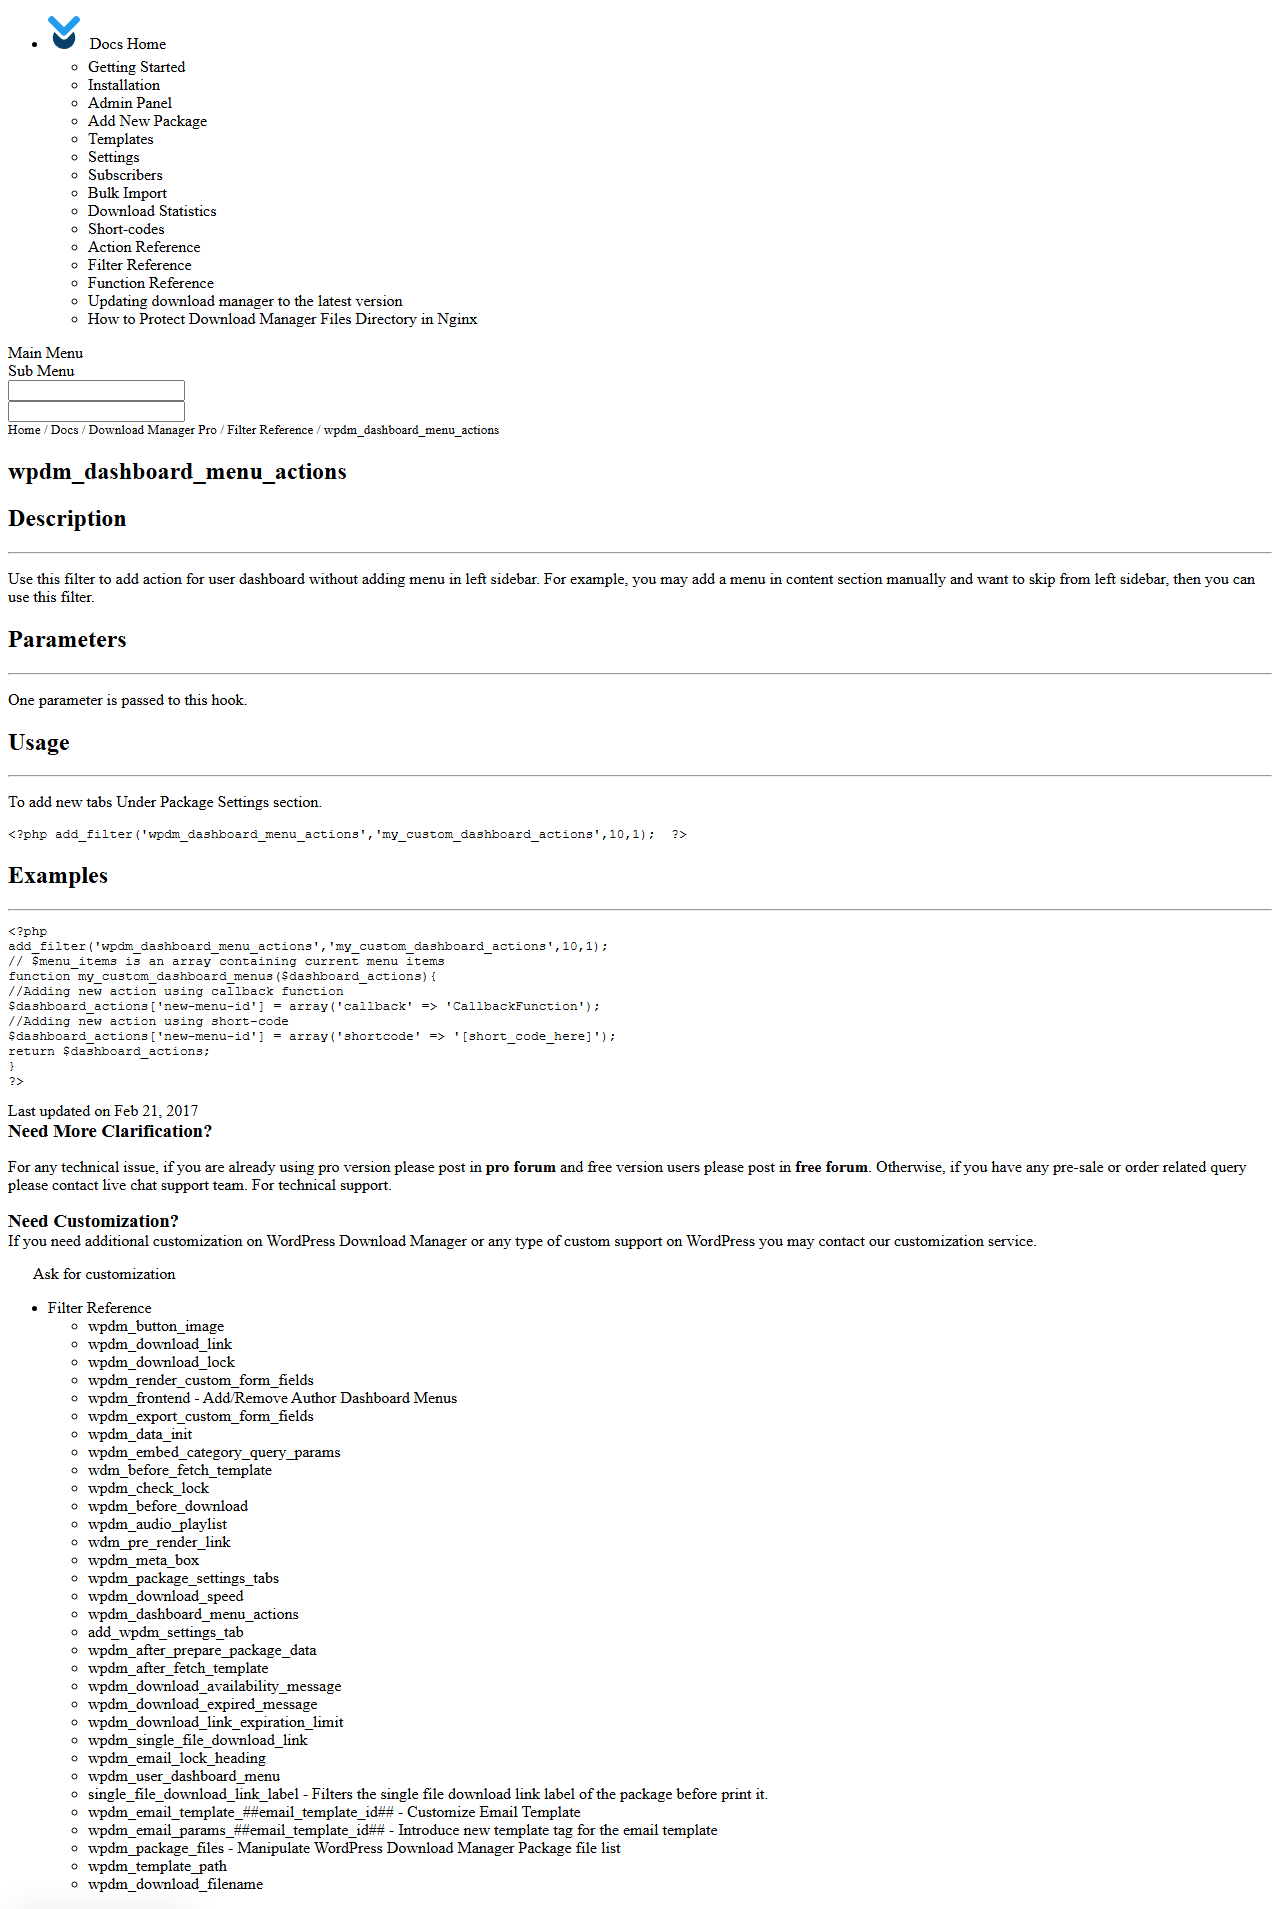 Docs Home
Getting Started
Installation
Admin Panel
Add New Package
Templates
Settings
Subscribers
Bulk Import
Download Statistics
Short-codes
Action Reference
Filter Reference
Function Reference
Updating download manager to the latest version
How to Protect Download Manager Files Directory in Nginx
Main Menu
Sub Menu
Home / Docs / Download Manager Pro / Filter Reference / wpdm_dashboard_menu_actions
wpdm_dashboard_menu_actions
Description
Use this filter to add action for user dashboard without adding menu in left sidebar. For example, you may add a menu in content section manually and want to skip from left sidebar, then you can
use this filter.
Parameters
One parameter is passed to this hook.
Usage
To add new tabs Under Package Settings section.
<?php add_filter('wpdm_dashboard_menu_actions','my_custom_dashboard_actions',10,1);  ?>
Examples
<?php
add_filter('wpdm_dashboard_menu_actions','my_custom_dashboard_actions',10,1);
// $menu_items is an array containing current menu items
function my_custom_dashboard_menus($dashboard_actions){
//Adding new action using callback function
$dashboard_actions['new-menu-id'] = array('callback' => 'CallbackFunction');
//Adding new action using short-code
$dashboard_actions['new-menu-id'] = array('shortcode' => '[short_code_here]');
return $dashboard_actions;
}
?>
Last updated on Feb 21, 2017
Need More Clarification?
For any technical issue, if you are already using pro version please post in pro forum and free version users please post in free forum. Otherwise, if you have any pre-sale or order related query
please contact live chat support team. For technical support.
Need Customization?
If you need additional customization on WordPress Download Manager or any type of custom support on WordPress you may contact our customization service.
Ask for customization
Filter Reference
wpdm_button_image
wpdm_download_link
wpdm_download_lock
wpdm_render_custom_form_fields
wpdm_frontend - Add/Remove Author Dashboard Menus
wpdm_export_custom_form_fields
wpdm_data_init
wpdm_embed_category_query_params
wdm_before_fetch_template
wpdm_check_lock
wpdm_before_download
wpdm_audio_playlist
wdm_pre_render_link
wpdm_meta_box
wpdm_package_settings_tabs
wpdm_download_speed
wpdm_dashboard_menu_actions
add_wpdm_settings_tab
wpdm_after_prepare_package_data
wpdm_after_fetch_template
wpdm_download_availability_message
wpdm_download_expired_message
wpdm_download_link_expiration_limit
wpdm_single_file_download_link
wpdm_email_lock_heading
wpdm_user_dashboard_menu
single_file_download_link_label - Filters the single file download link label of the package before print it.
wpdm_email_template_##email_template_id## - Customize Email Template
wpdm_email_params_##email_template_id## - Introduce new template tag for the email template
wpdm_package_files - Manipulate WordPress Download Manager Package file list
wpdm_template_path
wpdm_download_filename